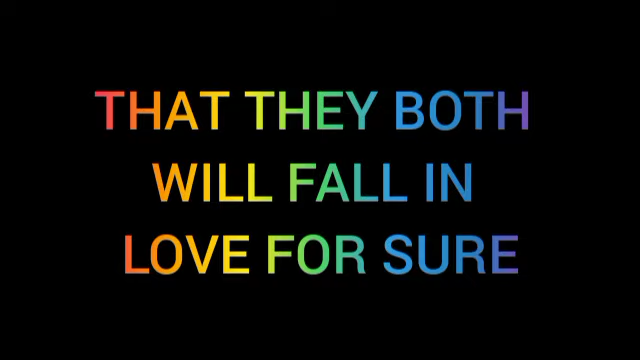 THAT THEY BOTH
WILL FALL IN
LOVE FOR SURE